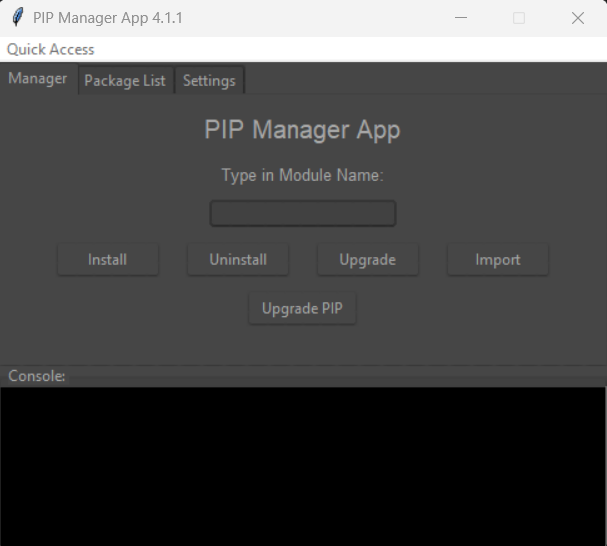 PIP Manager App 4.1.1
Quick Access
Manager Package List Settings
PIP Manager App
Type in Module Name:
Install Uninstall Upgrade Import
Upgrade PIP
Console: